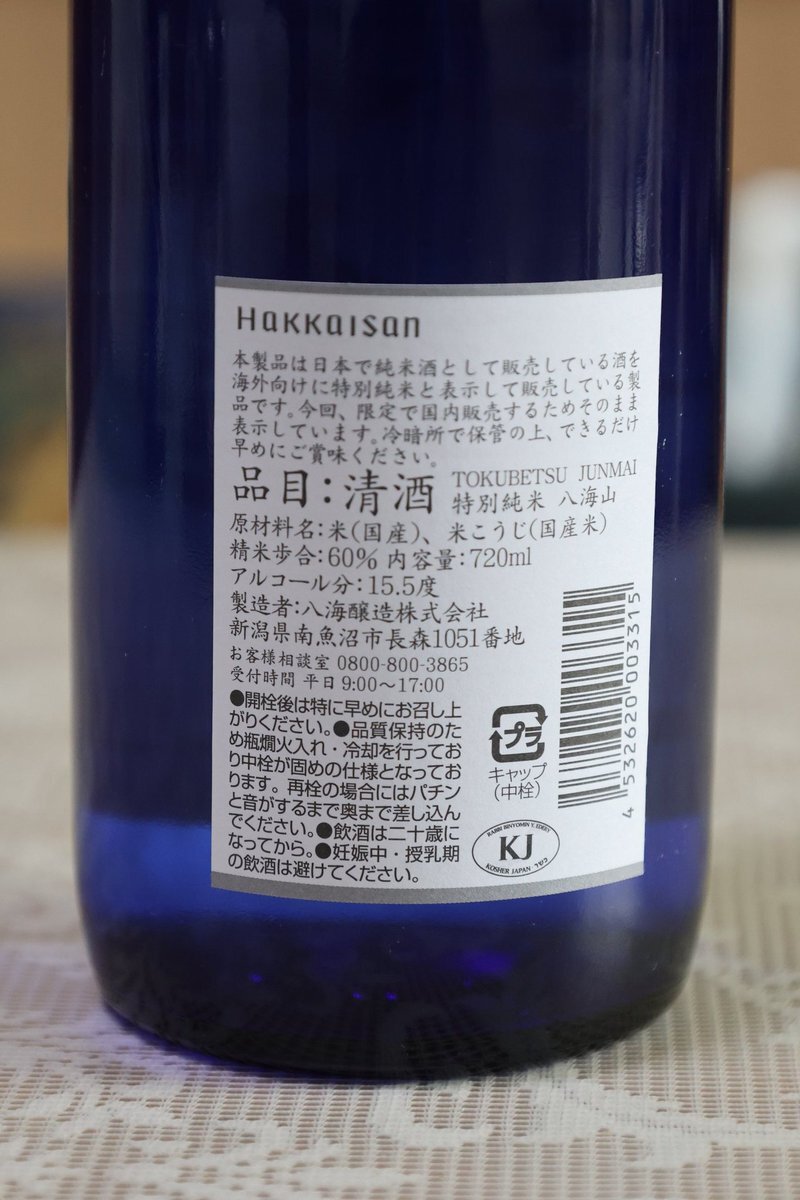 Hakkaisan
本製品は日本で純米酒として販売している酒を
海外向けに特別純米と表示して販売している製
品です。今回、限定で国内販売するためそのまま
表示しています。冷暗所で保管の上、できるだけ
早めにご賞味ください。
品目:清酒 TOKUBETSU JUNMAI
特別純米 八海山
原材料名:米(国産)、米こうじ(国産米)
精米歩合:60% 内容量:720ml
アルコール分:15.5度
製造者:八海醸造株式会社
新潟県南魚沼市長森1051番地
お客様相談室 0800-800-3865
受付時間 平日 9:00〜17:00
●開栓後は特に早めにお召し上
がりください。●品質保持のた
め瓶燗火入れ・冷却を行ってお
り中栓が固めの仕様となってお
ります。再栓の場合にはパチン
と音がするまで奥まで差し込ん
でください。●飲酒は二十歳に
なってから。●妊娠中・授乳期
の飲酒は避けてください。
プラ
キャップ
(中栓)
4 532620 003315
RABBI BINYOMIN Y. EDERY
KJ
KOSHER JAPAN